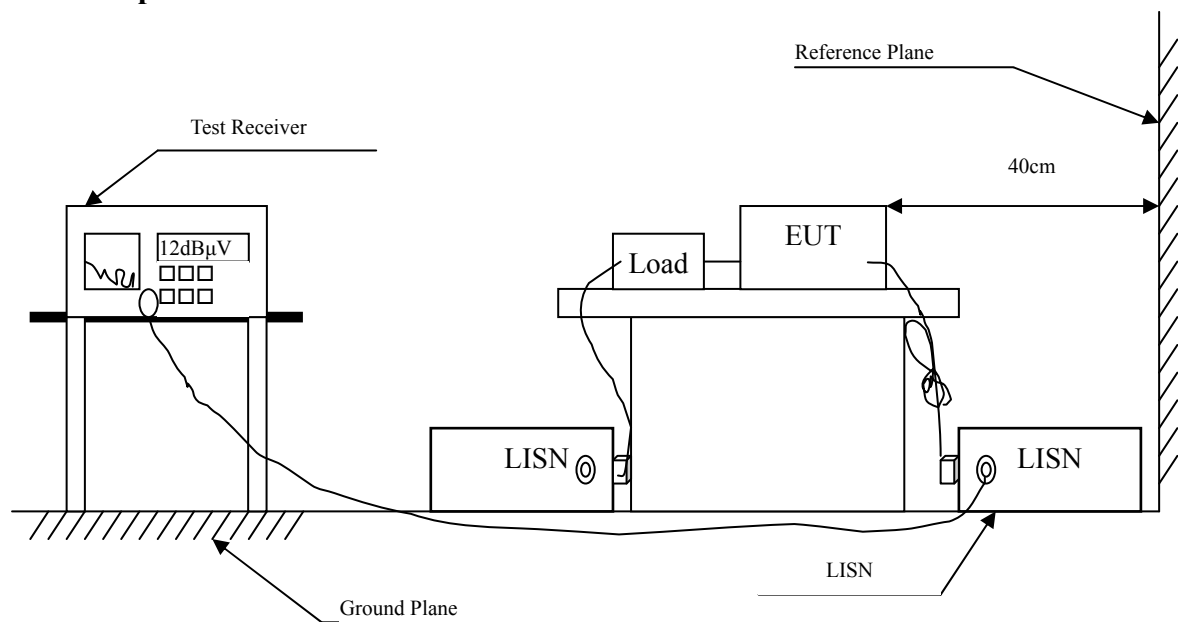 Reference Plane
Test Receiver
40cm
12dBμV
EUT
Load
LISN
LISN
LISN
Ground Plane